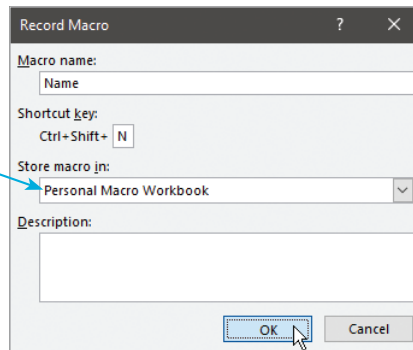 Record Macro ? ×
Macro name:
Name
Shortcut key:
Ctrl+Shift+ N
Store macro in:
Personal Macro Workbook
Description:
OK Cancel